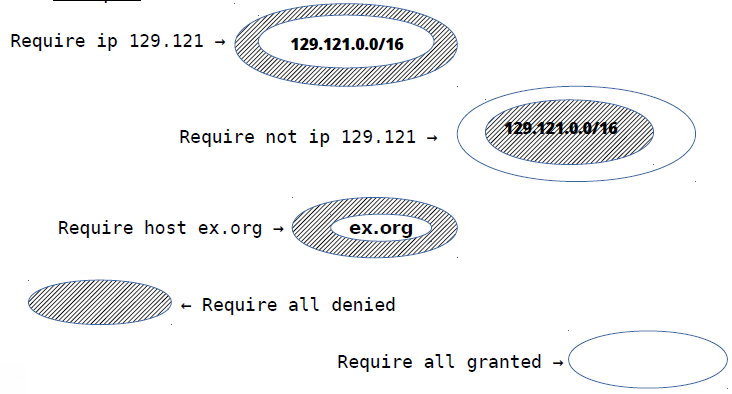 Require ip 129.121 →
129.121.0.0/16
129.121.0.0/16
Require not ip 129.121 →
Require host ex.org →
ex.org
← Require all denied
Require all granted →